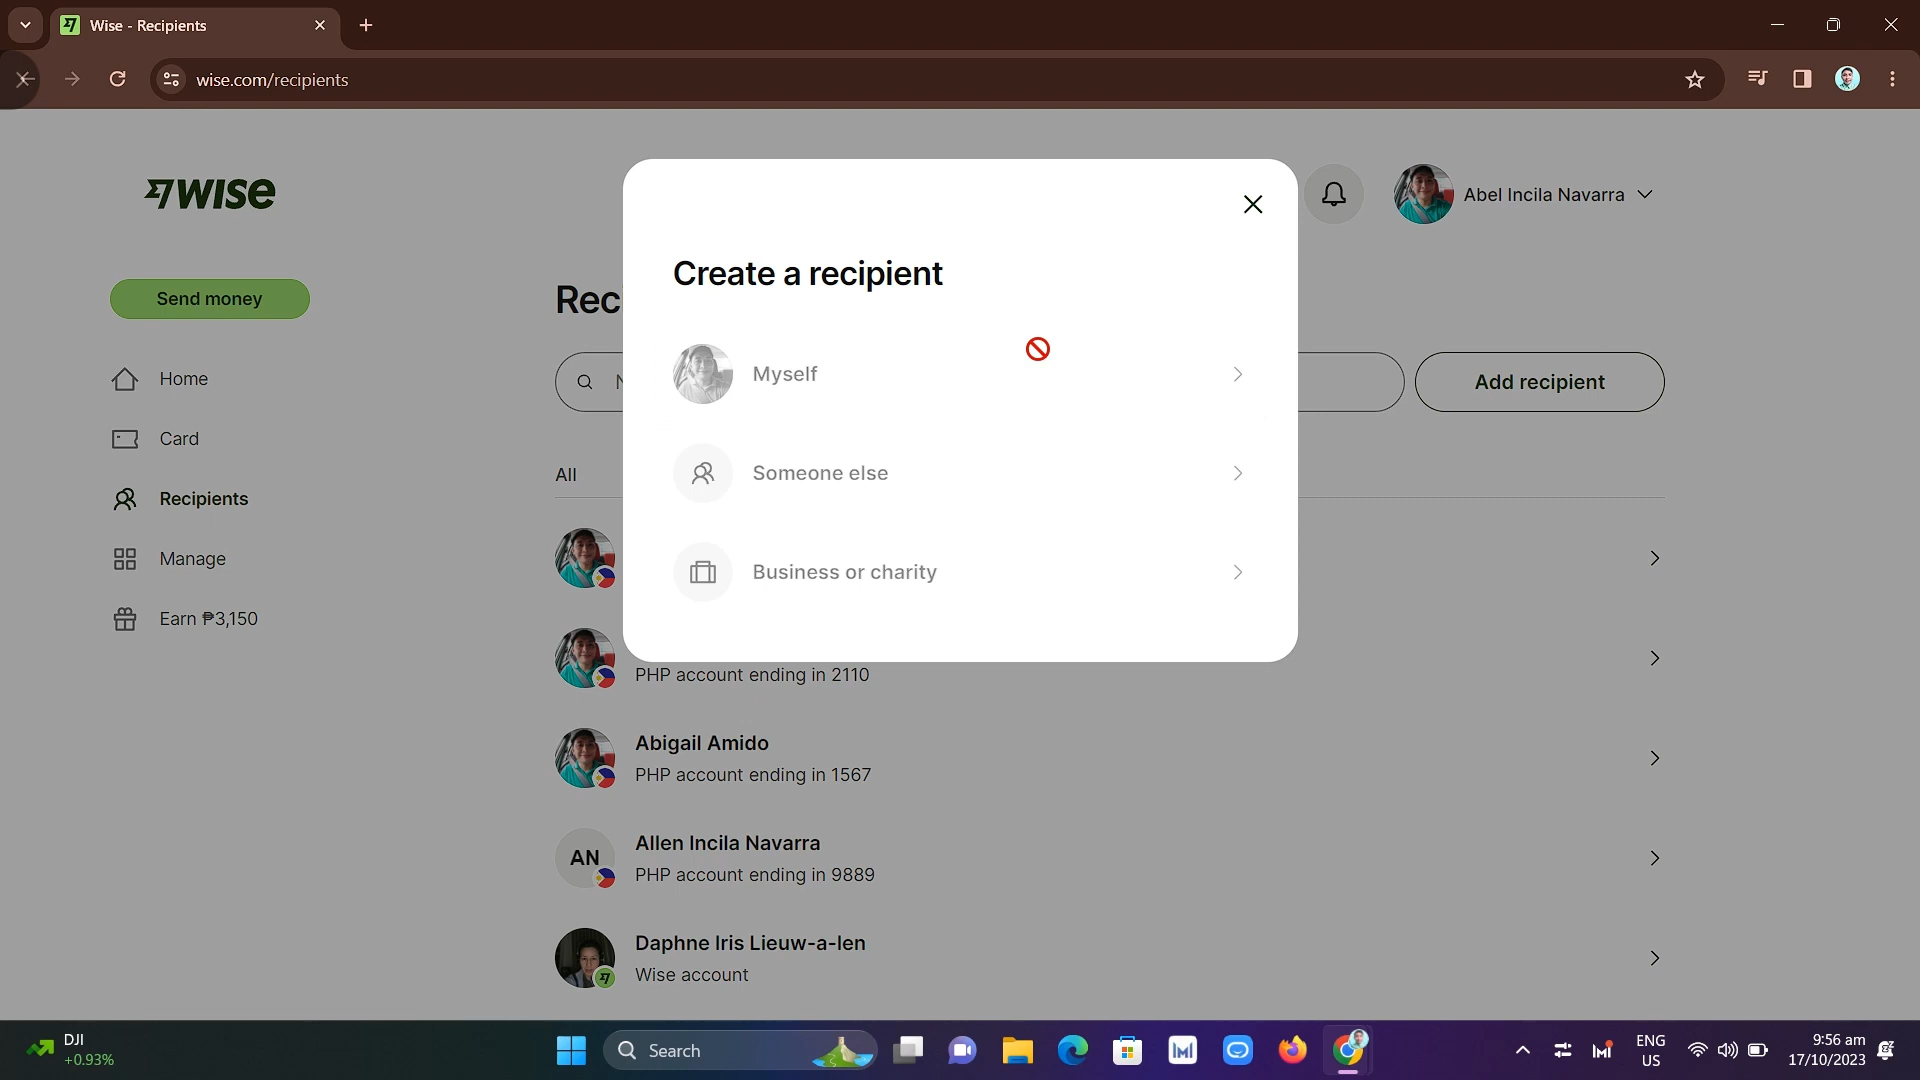 Wise - Recipients
wise.com/recipients
WISE
Abel Incila Navarra
Send money
Home
Card
Recipients
Manage
Earn ₱3,150
Rec
Add recipient
All
Create a recipient
Myself
Someone else
Business or charity
PHP account ending in 2110
Abigail Amido
PHP account ending in 1567
AN
Allen Incila Navarra
PHP account ending in 9889
Daphne Iris Lieuw-a-len
Wise account
DJI
+0.93%
Search
ENG
US
9:56 am
17/10/2023